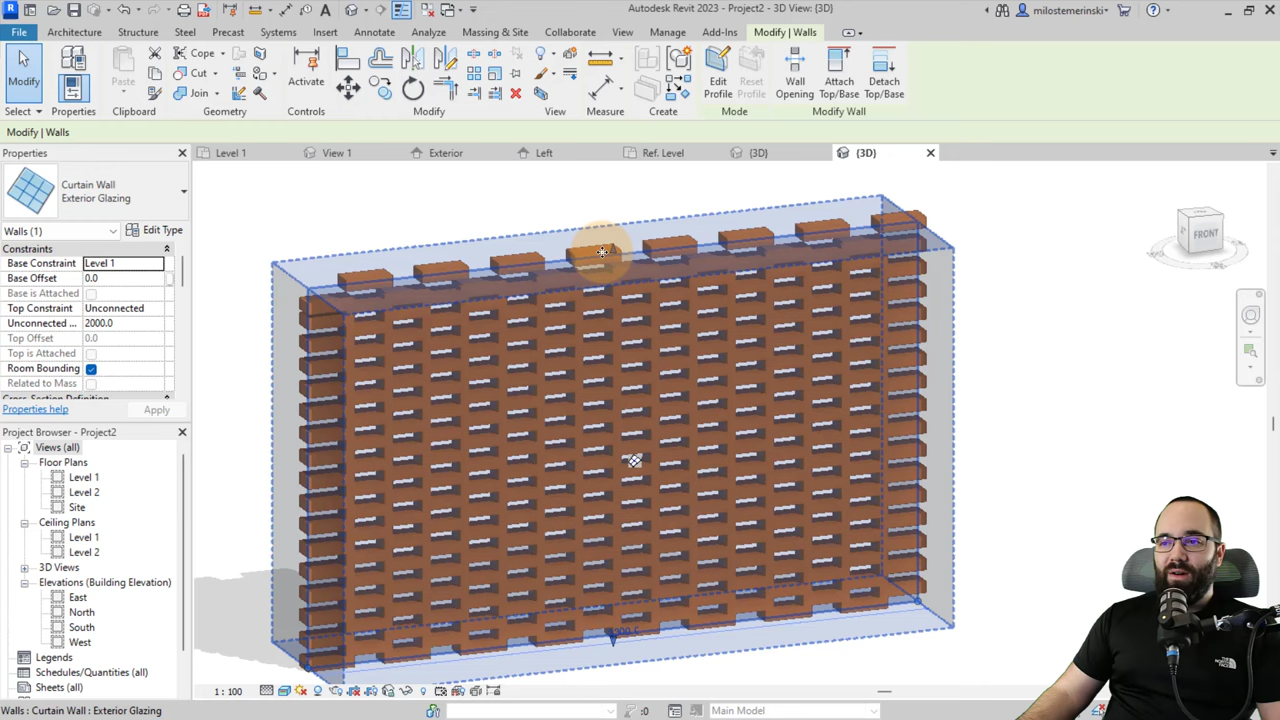 Autodesk Revit 2023 - Project2 - 3D View: {3D}
milostemerinski
File Architecture Structure Steel Precast Systems Insert Annotate Analyze Massing & Site Collaborate View Manage Add-Ins Modify | Walls
Modify
Select
Properties
Paste
Clipboard
Cope
Cut
Join
Geometry
Activate
Controls
Modify
View
Measure
Create
Edit
Profile
Reset
Profile
Mode
Wall
Opening
Attach
Top/Base
Detach
Top/Base
Modify Wall
Modify | Walls
Properties
Level 1
View 1
Exterior
Left
Ref. Level
{3D}
{3D}
Curtain Wall
Exterior Glazing
Walls (1)
Edit Type
Constraints
Base Constraint Level 1
Base Offset 0.0
Base is Attached
Top Constraint Unconnected
Unconnected ... 2000.0
Top Offset 0.0
Top is Attached
Room Bounding
Related to Mass
Properties help
Apply
Project Browser - Project2
Views (all)
Floor Plans
Level 1
Level 2
Site
Ceiling Plans
Level 1
Level 2
3D Views
Elevations (Building Elevation)
East
North
South
West
Legends
Schedules/Quantities (all)
Sheets (all)
FRONT
1 : 100
Walls : Curtain Wall : Exterior Glazing
:0
Main Model